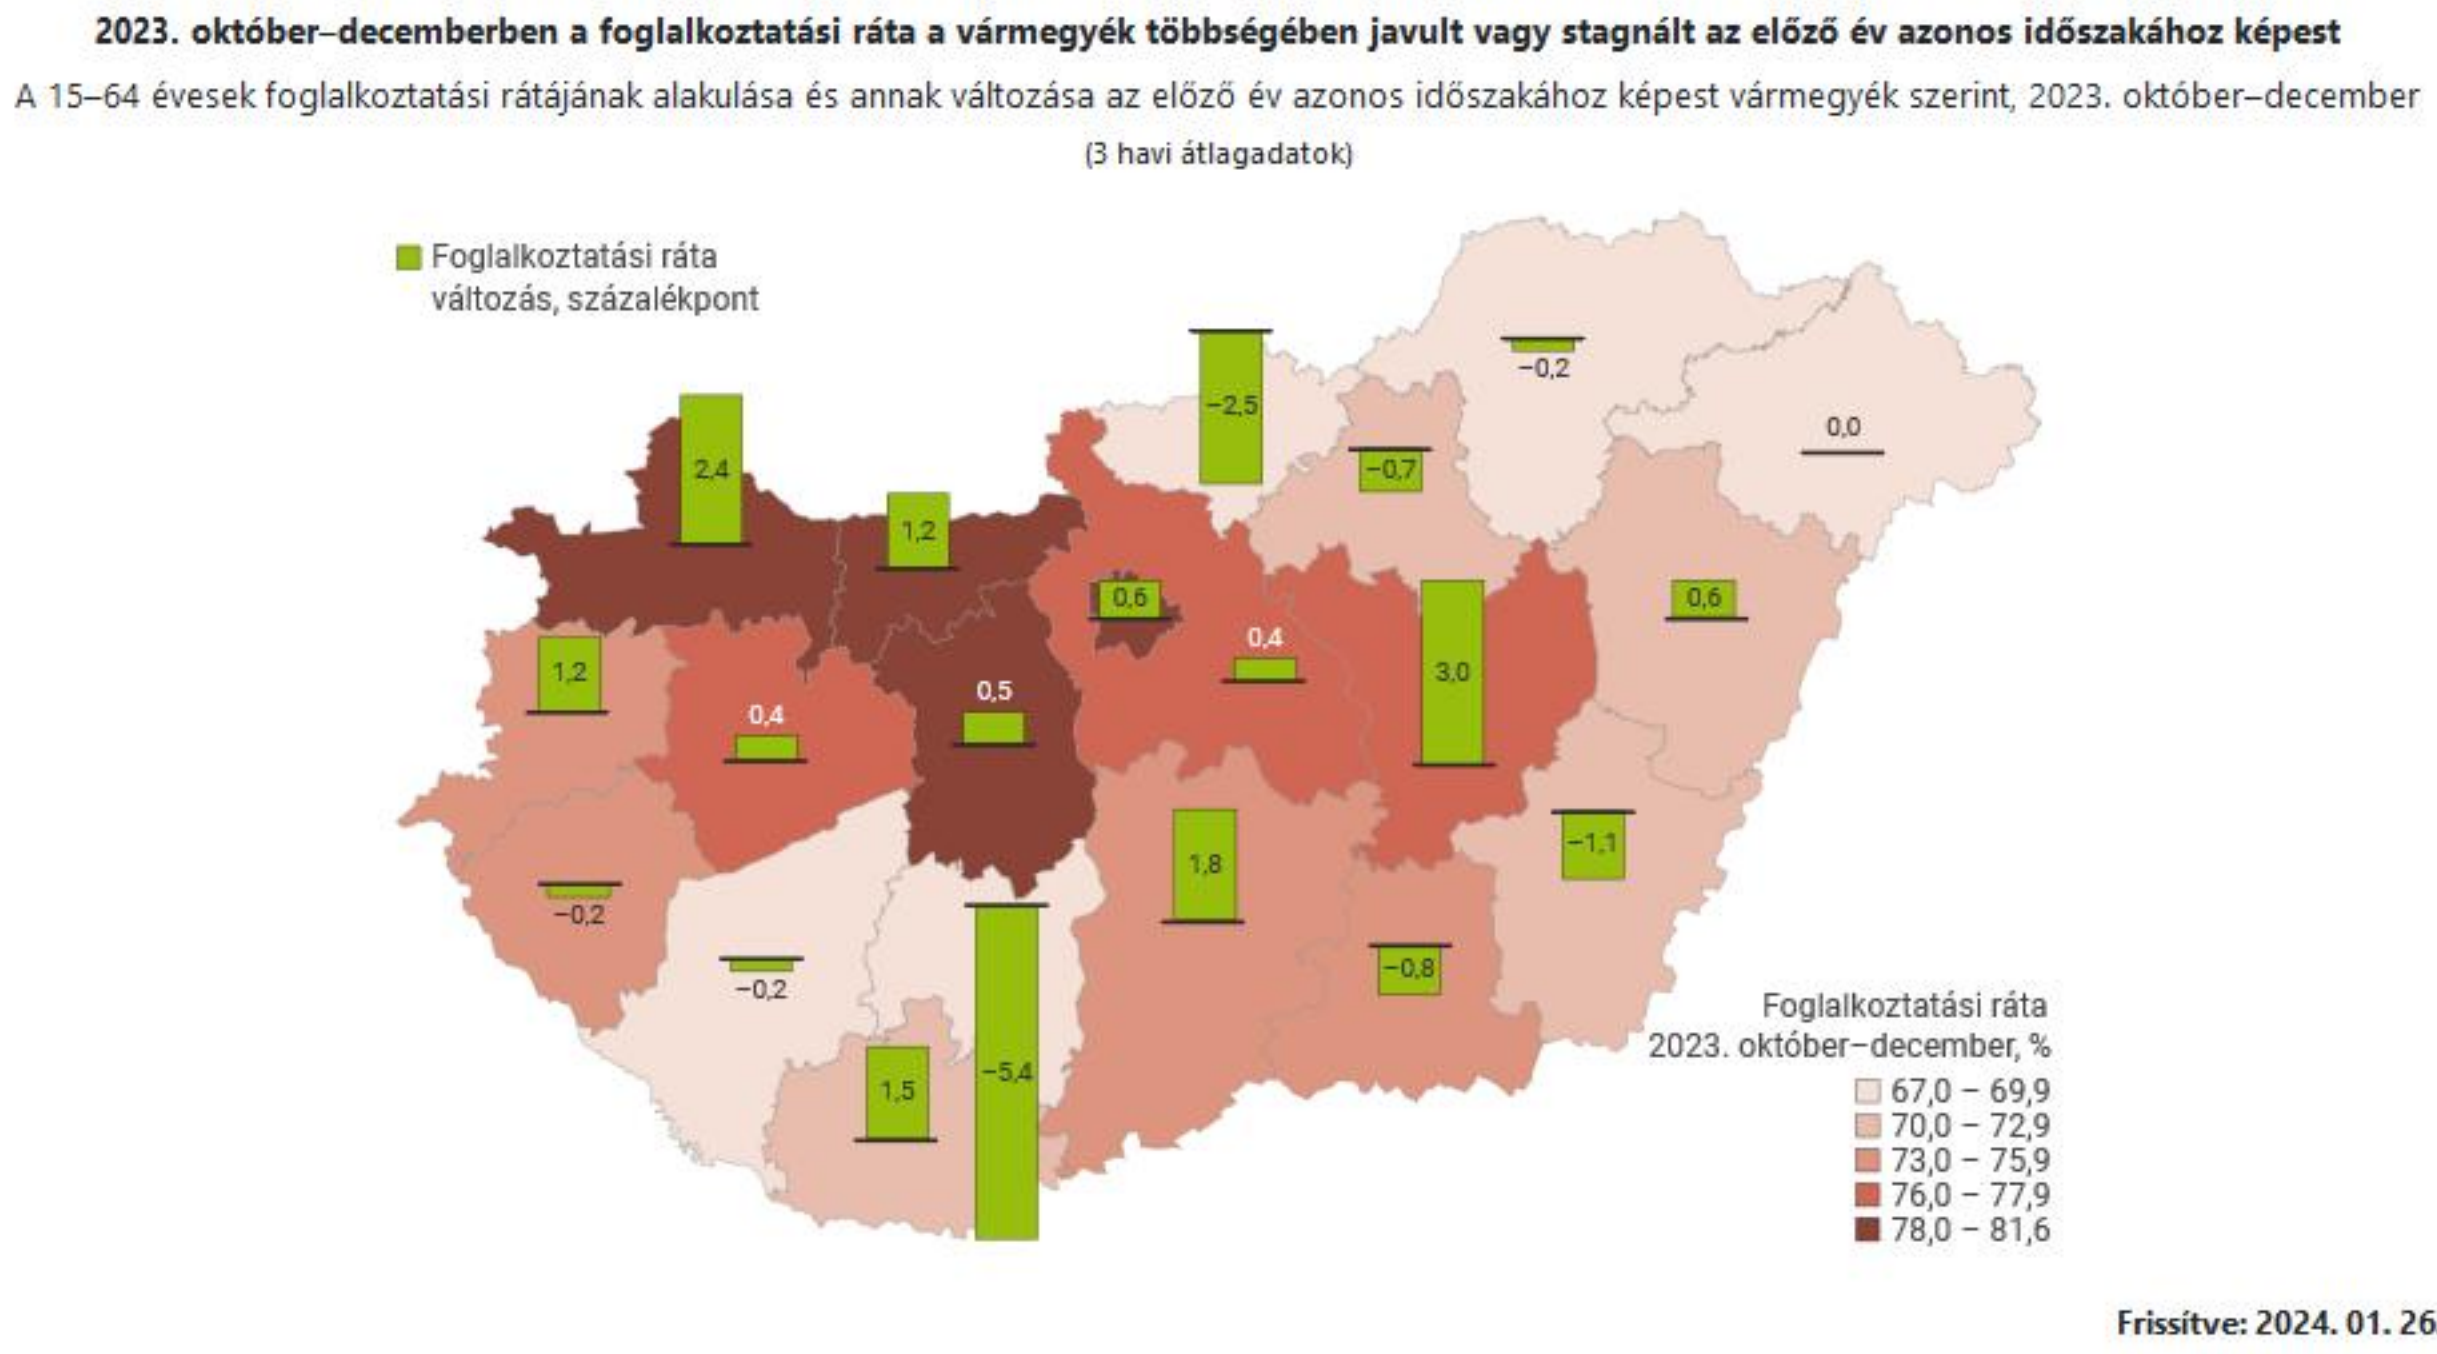 2023. október–decemberben a foglalkoztatási ráta a vármegyék többségében javult vagy stagnált az előző év azonos időszakához képest
A 15–64 évesek foglalkoztatási rátájának alakulása és annak változása az előző év azonos időszakához képest vármegyék szerint, 2023. október–december
(3 havi átlagadatok)
Foglalkoztatási ráta
változás, százalékpont
−0,2
−2,5
0,0
2,4
−0,7
1,2
0,6
0,6
0,4
1,2
3,0
0,5
0,4
−1,1
1,8
−0,2
−0,8
−0,2
−5,4
1,5
Foglalkoztatási ráta
2023. október–december, %
67,0 – 69,9
70,0 – 72,9
73,0 – 75,9
76,0 – 77,9
78,0 – 81,6
Frissítve: 2024. 01. 26